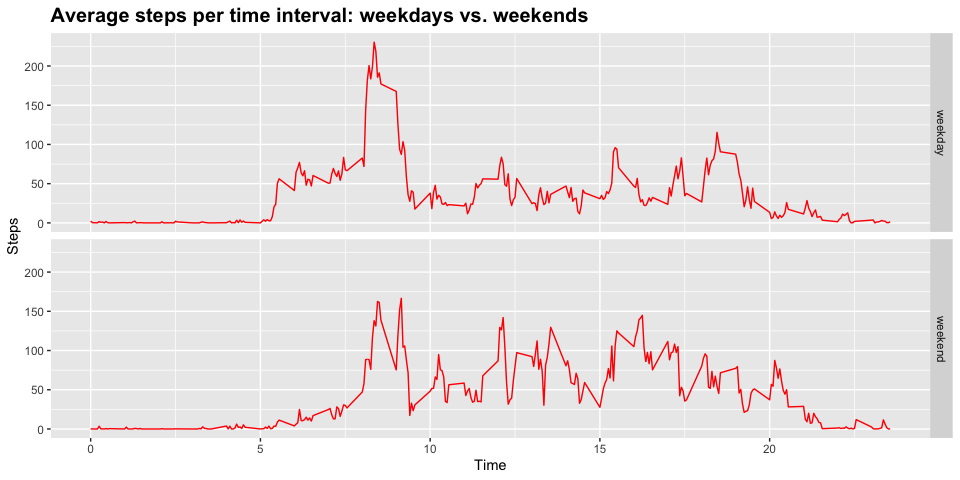 Average steps per time interval: weekdays vs. weekends
Steps
200
150
100
50
0
weekday
200
150
100
50
0
weekend
0 5 10 15 20
Time